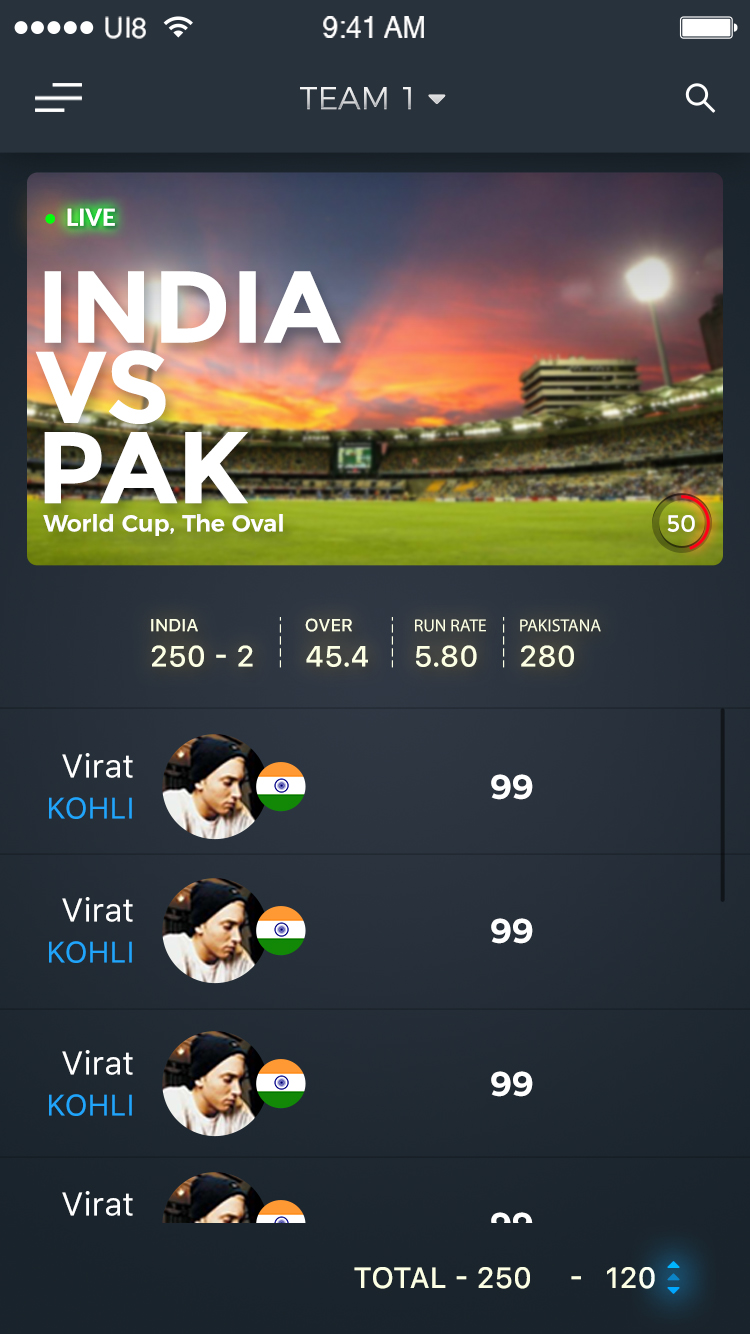 UI8 9:41 AM
TEAM 1
LIVE
INDIA
VS
PAK
World Cup, The Oval
50
INDIA OVER RUN RATE PAKISTANA
250 - 2 45.4 5.80 280
Virat
KOHLI
99
Virat
KOHLI
99
Virat
KOHLI
99
Virat
99
TOTAL - 250 - 120